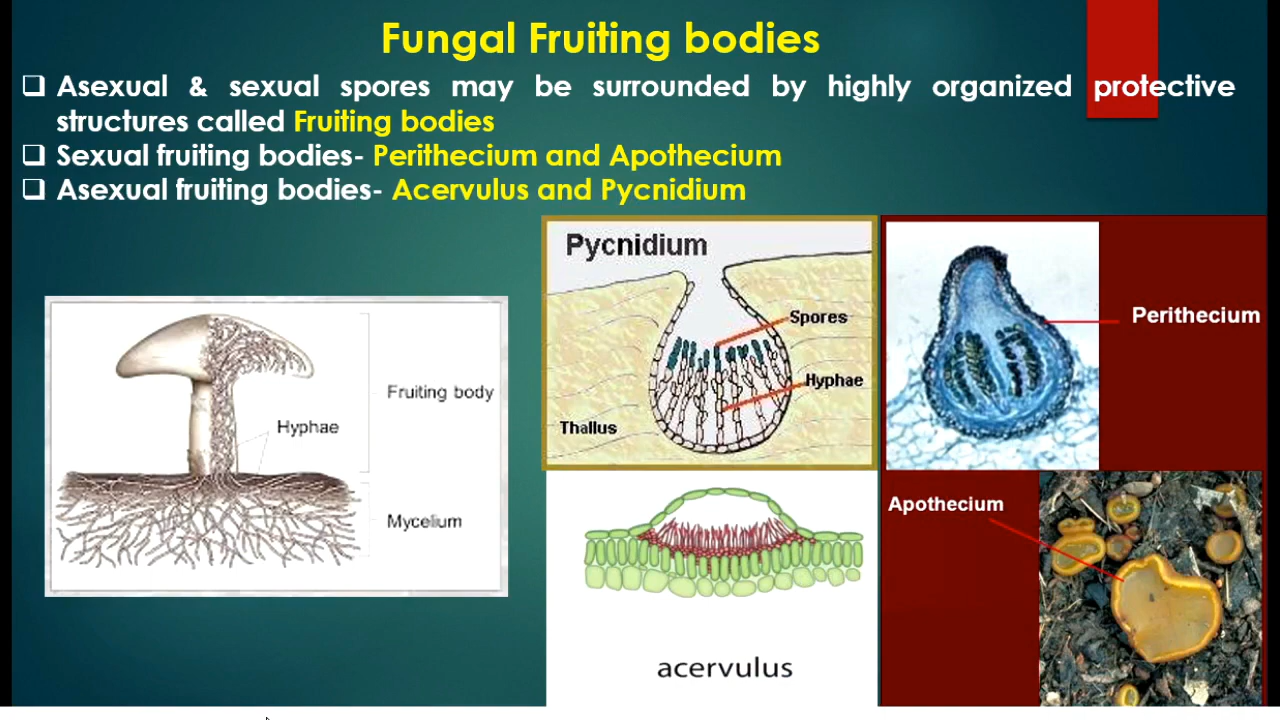 Fungal Fruiting bodies
❑ Asexual & sexual spores may be surrounded by highly organized protective
structures called Fruiting bodies
❑ Sexual fruiting bodies- Perithecium and Apothecium
❑ Asexual fruiting bodies- Acervulus and Pycnidium
Fruiting body
Hyphae
Mycelium
Pycnidium
Spores
Hyphae
Thallus
acervulus
Perithecium
Apothecium